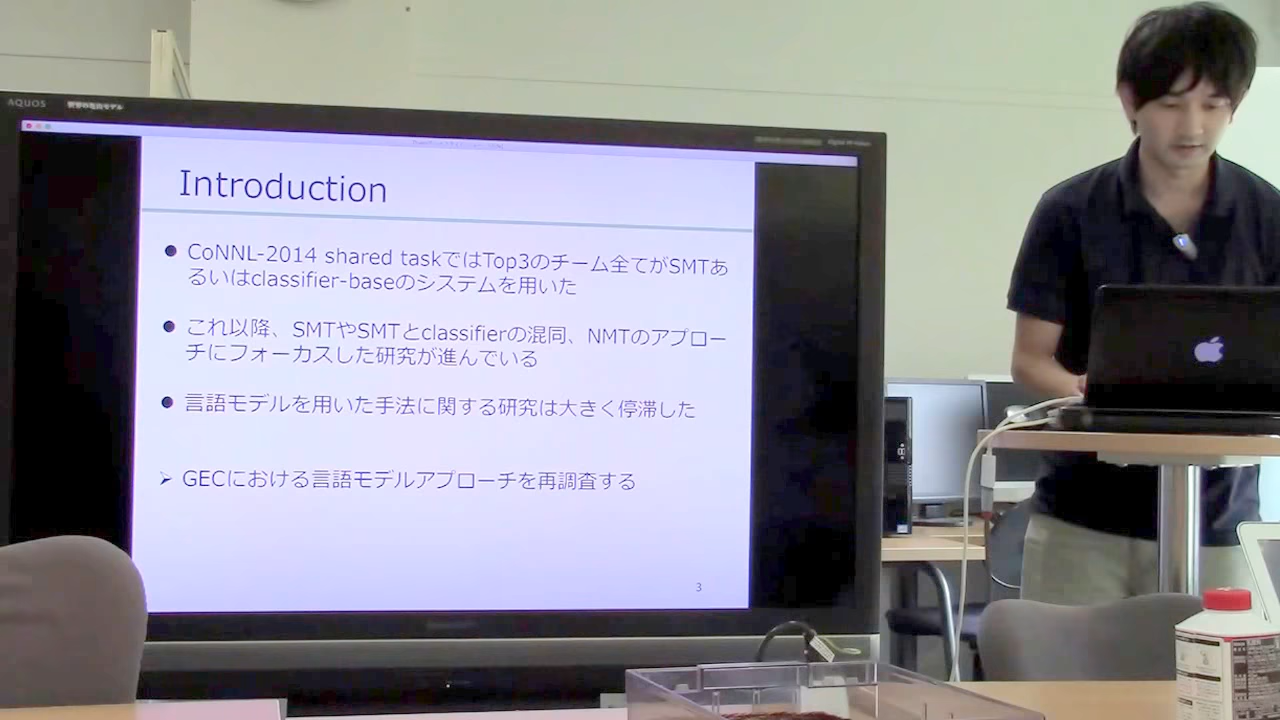 AQUOS
Introduction
● CoNNL-2014 shared taskではTop3のチーム全てがSMTあ
るいはclassifier-baseのシステムを用いた
● これ以降、SMTやSMTとclassifierの混同、NMTのアプロー
チにフォーカスした研究が進んでいる
● 言語モデルを用いた手法に関する研究は大きく停滞した
➢ GECにおける言語モデルアプローチを再調査する
3